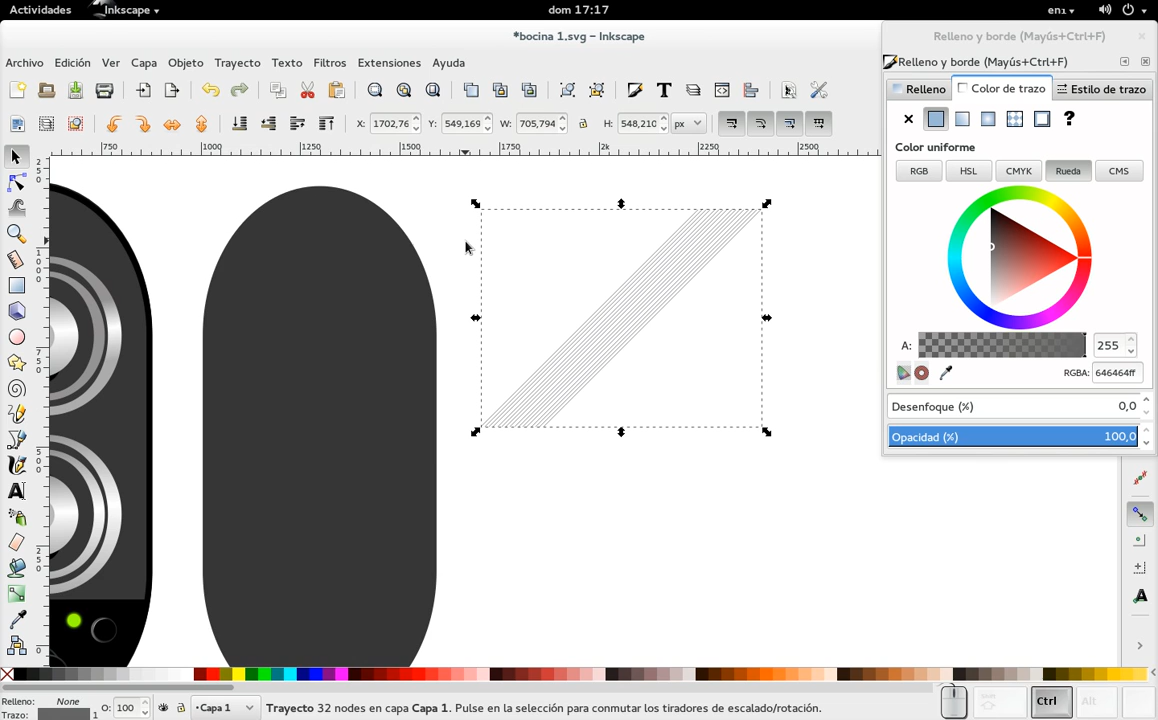 Actividades Inkscape dom 17:17 en1
*bocina 1.svg – Inkscape
Relleno y borde (Mayús+Ctrl+F)
Archivo Edición Ver Capa Objeto Trayecto Texto Filtros Extensiones Ayuda
Relleno y borde (Mayús+Ctrl+F)
Relleno Color de trazo Estilo de trazo
X: 1702,76 Y: 549,169 W: 705,794 H: 548,210 px
?
Color uniforme
RGB HSL CMYK Rueda CMS
750 1000 1250 1500 1750 2k 2250 2500
A: 255
RGBA: 646464ff
Desenfoque (%) 0,0
Opacidad (%) 100,0
Relleno: None
Trazo: 1
O: 100
•Capa 1
Trayecto 32 nodes en capa Capa 1. Pulse en la selección para conmutar los tiradores de escalado/rotación.
Shift
Ctrl
Alt